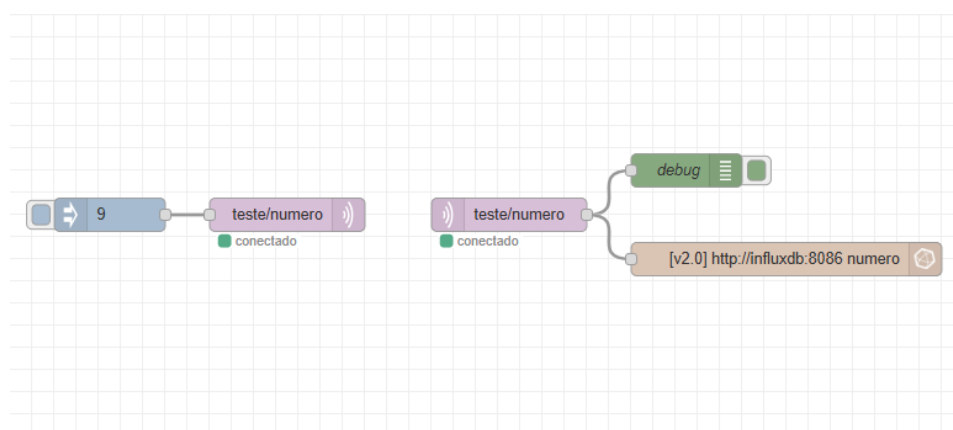 debug
9
teste/numero
teste/numero
conectado
conectado
[v2.0] http://influxdb:8086 numero